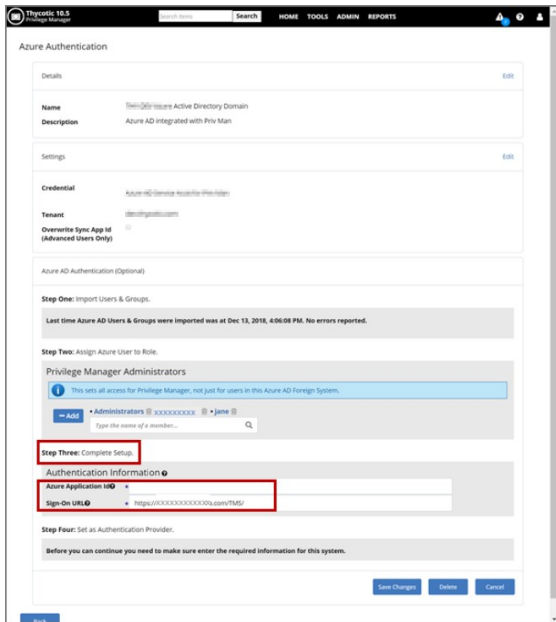 Thycotic 10.5
Privilege Manager
Search items
Search
HOME TOOLS ADMIN REPORTS
Azure Authentication
Details
Edit
Name
Active Directory Domain
Description
Azure AD integrated with Priv Man
Settings
Edit
Credential
Tenant
Overwrite Sync App Id
(Advanced Users Only)
Azure AD Authentication (Optional)
Step One: Import Users & Groups.
Last time Azure AD Users & Groups were imported was at Dec 13, 2018, 4:06:08 PM. No errors reported.
Step Two: Assign Azure User to Role.
Privilege Manager Administrators
This sets all access for Privilege Manager, not just for users in this Azure AD Foreign System.
Add
• Administrators xxxxxxxxx • jane
Type the name of a member...
Step Three: Complete Setup.
Authentication Information
Azure Application Id
Sign-On URL
Step Four: Set as Authentication Provider.
Before you can continue you need to make sure enter the required information for this system.
Save Changes
Delete
Cancel
Back